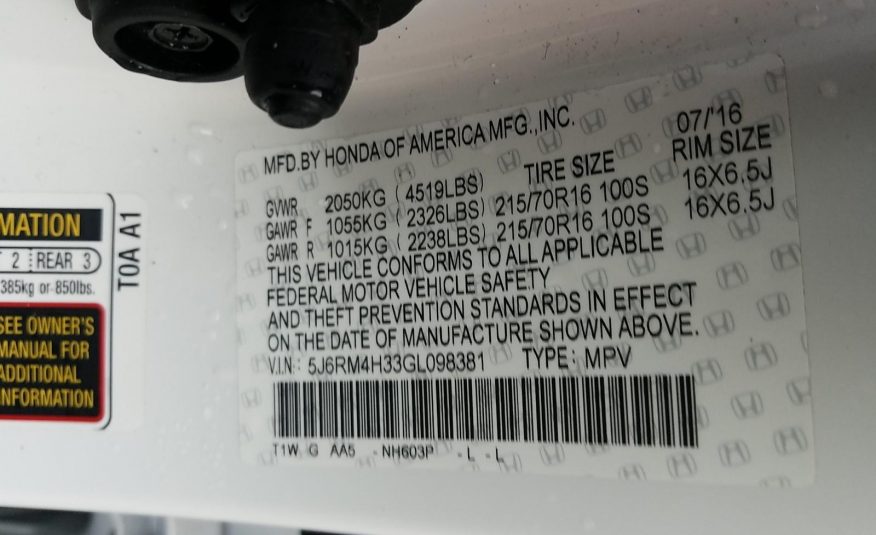 MFD.BY HONDA OF AMERICA MFG.,INC. 07/'16
TIRE SIZE RIM SIZE
GVWR 2050KG ( 4519LBS)
GAWR F 1055KG ( 2326LBS) 215/70R16 100S 16X6.5J
GAWR R 1015KG ( 2238LBS) 215/70R16 100S 16X6.5J
THIS VEHICLE CONFORMS TO ALL APPLICABLE
FEDERAL MOTOR VEHICLE SAFETY
AND THEFT PREVENTION STANDARDS IN EFFECT
ON THE DATE OF MANUFACTURE SHOWN ABOVE.
V.I.N.: 5J6RM4H33GL098381 TYPE: MPV
T1W G AA5 - NH603P - L - L
MATION
2 REAR 3
385kg or 850lbs.
SEE OWNER'S
MANUAL FOR
ADDITIONAL
INFORMATION
T0A A1